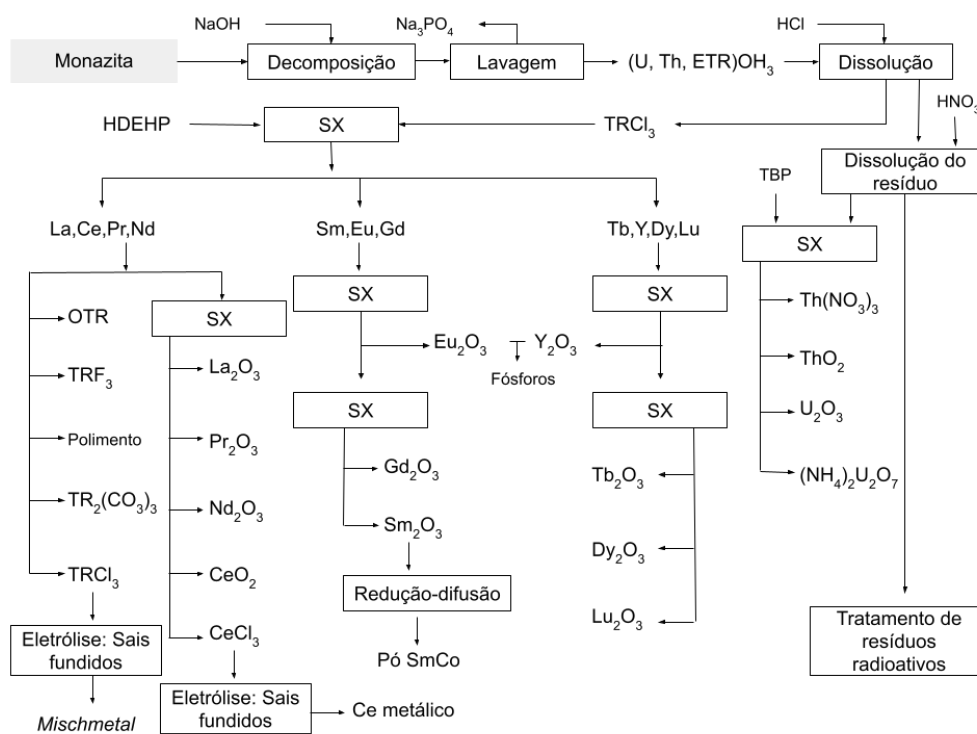 NaOH
Na₃PO₄
HCl
Monazita
Decomposição
Lavagem
(U, Th, ETR)OH₃
Dissolução
HNO₃
HDEHP
SX
TRCl₃
Dissolução do
resíduo
TBP
La,Ce,Pr,Nd
Sm,Eu,Gd
Tb,Y,Dy,Lu
SX
SX
SX
SX
OTR
Th(NO₃)₃
Eu₂O₃
Y₂O₃
La₂O₃
ThO₂
TRF₃
Fósforos
SX
SX
U₂O₃
Polimento
Pr₂O₃
Gd₂O₃
Tb₂O₃
(NH₄)₂U₂O₇
TR₂(CO₃)₃
Nd₂O₃
Sm₂O₃
Dy₂O₃
TRCl₃
CeO₂
Redução-difusão
Lu₂O₃
Eletrólise: Sais
fundidos
CeCl₃
Pó SmCo
Tratamento de
resíduos
radioativos
Mischmetal
Eletrólise: Sais
fundidos
Ce metálico